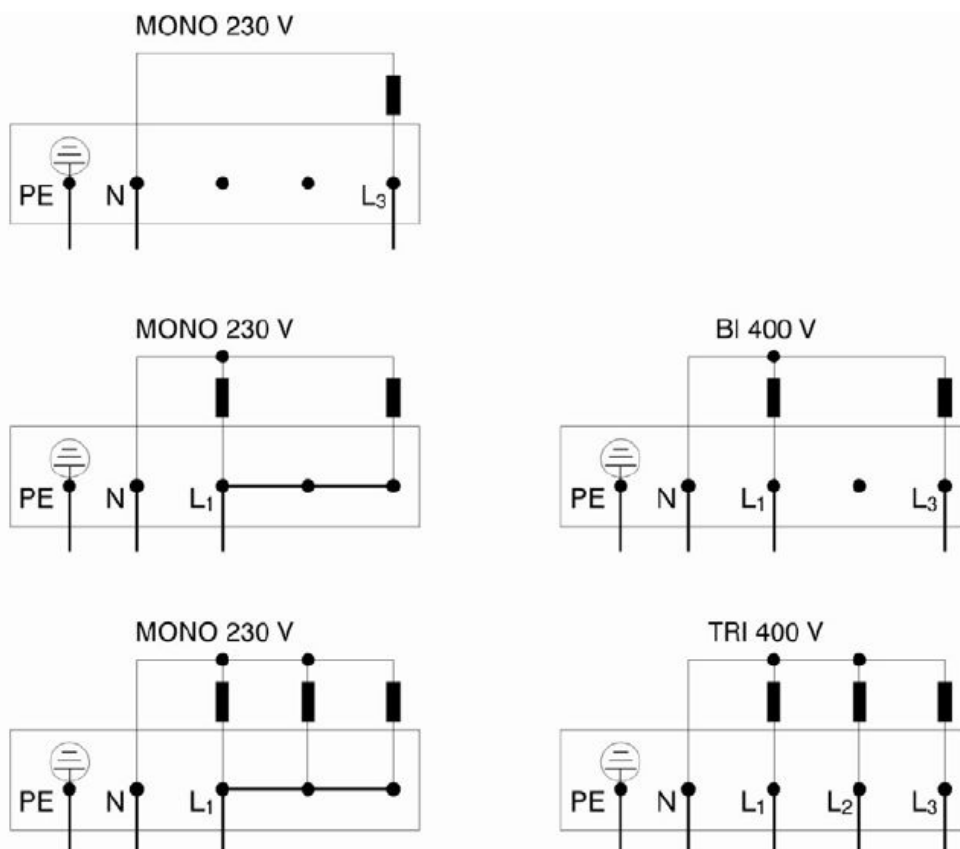 MONO 230 V
PE N L₃
MONO 230 V
PE N L₁
BI 400 V
PE N L₁ L₃
MONO 230 V
PE N L₁
TRI 400 V
PE N L₁ L₂ L₃